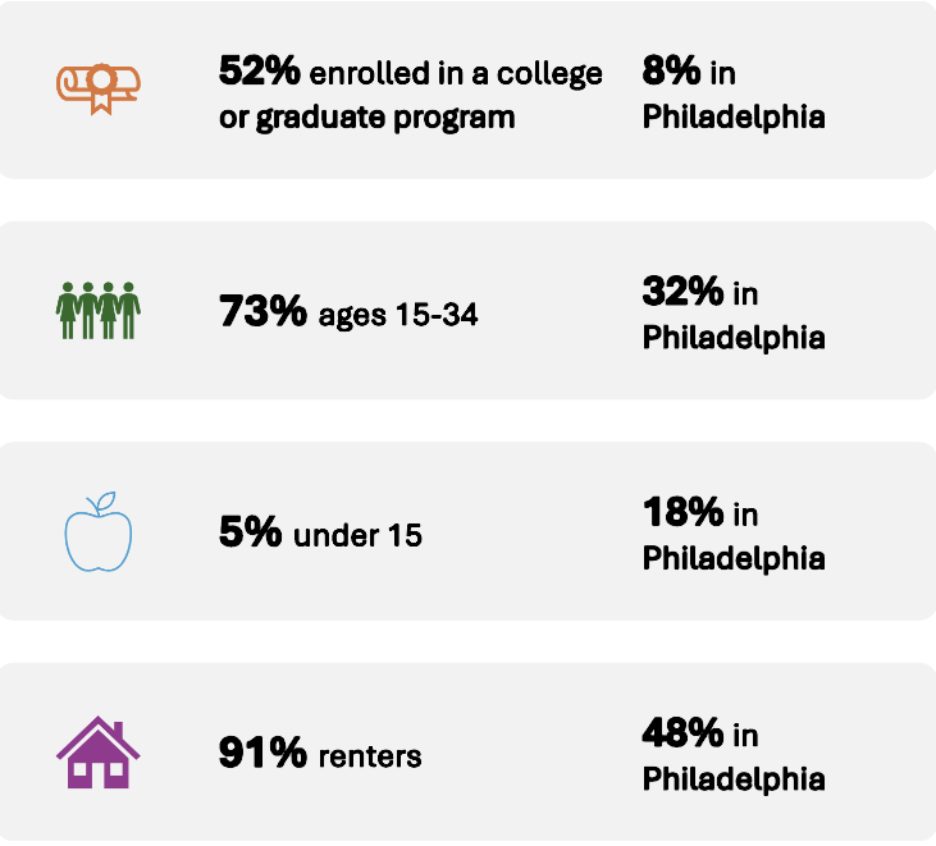 52% enrolled in a college
or graduate program
8% in
Philadelphia
73% ages 15-34
32% in
Philadelphia
5% under 15
18% in
Philadelphia
91% renters
48% in
Philadelphia